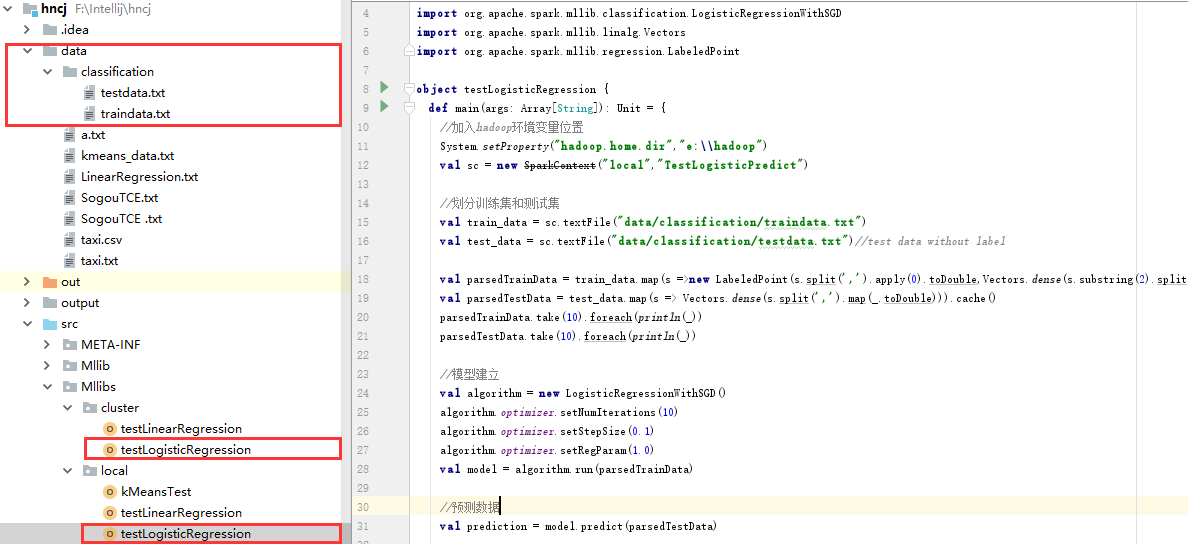 hncj F:\Intellij\hncj
.idea
data
classification
testdata.txt
traindata.txt
a.txt
kmeans_data.txt
LinearRegression.txt
SogouTCE.txt
SogouTCE .txt
taxi.csv
taxi.txt
out
output
src
META-INF
Mllib
Mllibs
cluster
testLinearRegression
testLogisticRegression
local
kMeansTest
testLinearRegression
testLogisticRegression
4 import org.apache.spark.mllib.classification.LogisticRegressionWithSGD
5 import org.apache.spark.mllib.linalg.Vectors
6 import org.apache.spark.mllib.regression.LabeledPoint
7
8 object testLogisticRegression {
9 def main(args: Array[String]): Unit = {
10 //加入hadoop环境变量位置
11 System.setProperty("hadoop.home.dir","e:\\hadoop")
12 val sc = new SparkContext("local","TestLogisticPredict")
13
14 //划分训练集和测试集
15 val train_data = sc.textFile("data/classification/traindata.txt")
16 val test_data = sc.textFile("data/classification/testdata.txt")//test data without label
17
18 val parsedTrainData = train_data.map(s =>new LabeledPoint(s.split(',').apply(0).toDouble,Vectors.dense(s.substring(2).split
19 val parsedTestData = test_data.map(s => Vectors.dense(s.split(',').map(_.toDouble))).cache()
20 parsedTrainData.take(10).foreach(println(_))
21 parsedTestData.take(10).foreach(println(_))
22
23 //模型建立
24 val algorithm = new LogisticRegressionWithSGD()
25 algorithm.optimizer.setNumIterations(10)
26 algorithm.optimizer.setStepSize(0.1)
27 algorithm.optimizer.setRegParam(1.0)
28 val model = algorithm.run(parsedTrainData)
29
30 //预测数据
31 val prediction = model.predict(parsedTestData)